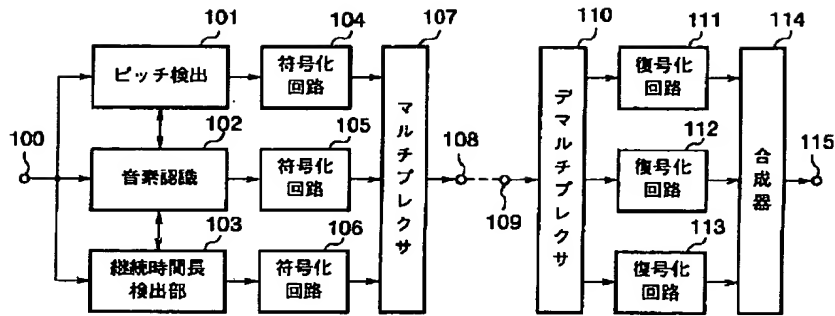 101
ピッチ検出
104
符号化
回路
107
マルチプレクサ
110
デマルチプレクサ
111
復号化
回路
114
合成器
100
102
音素認識
105
符号化
回路
108
109
112
復号化
回路
115
103
継続時間長
検出部
106
符号化
回路
113
復号化
回路